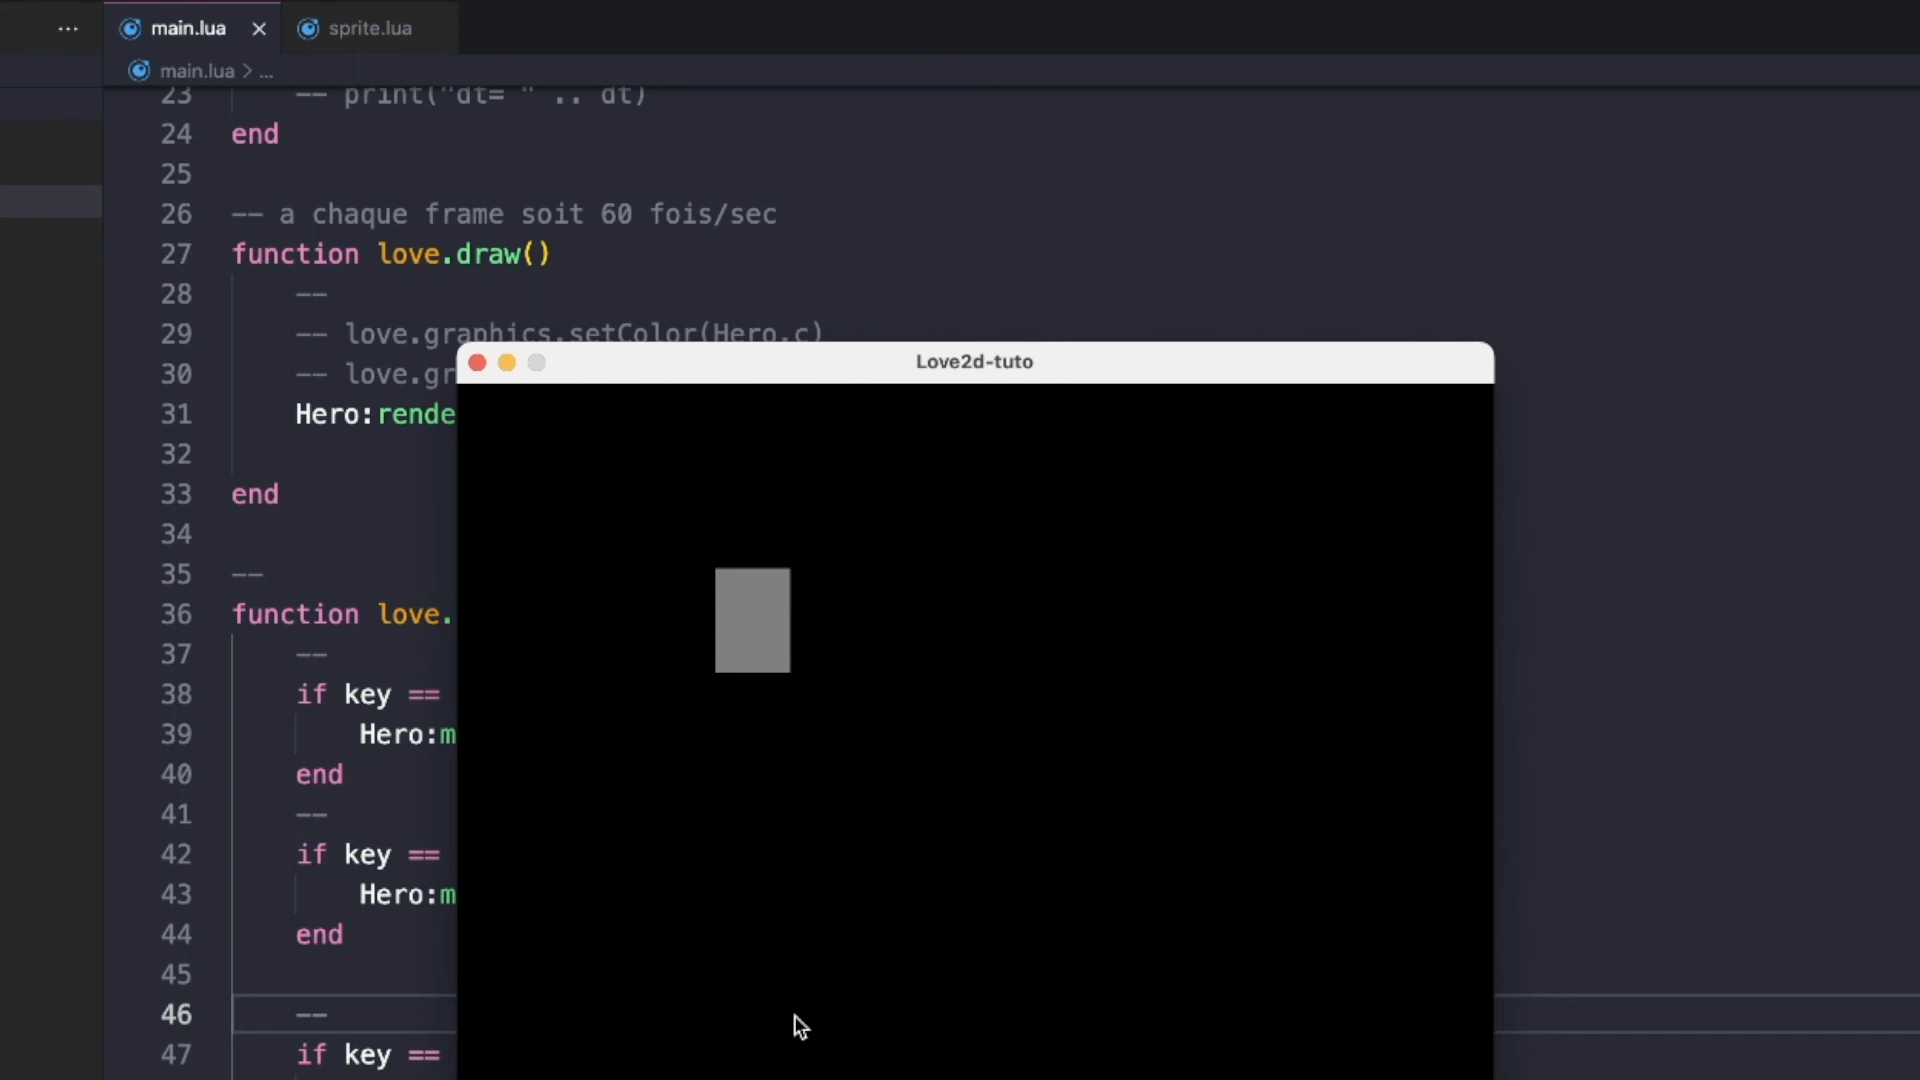 ... main.lua × sprite.lua
main.lua > ...
23 -- print("dt= " .. dt)
24 end
25
26 -- a chaque frame soit 60 fois/sec
27 function love.draw()
28 --
29 -- love.graphics.setColor(Hero.c)
Love2d-tuto
30 -- love.gr
31 Hero:rende
32
33 end
34
35 --
36 function love.
37 --
38 if key ==
39 Hero:m
40 end
41 --
42 if key ==
43 Hero:m
44 end
45
46 --
47 if key ==